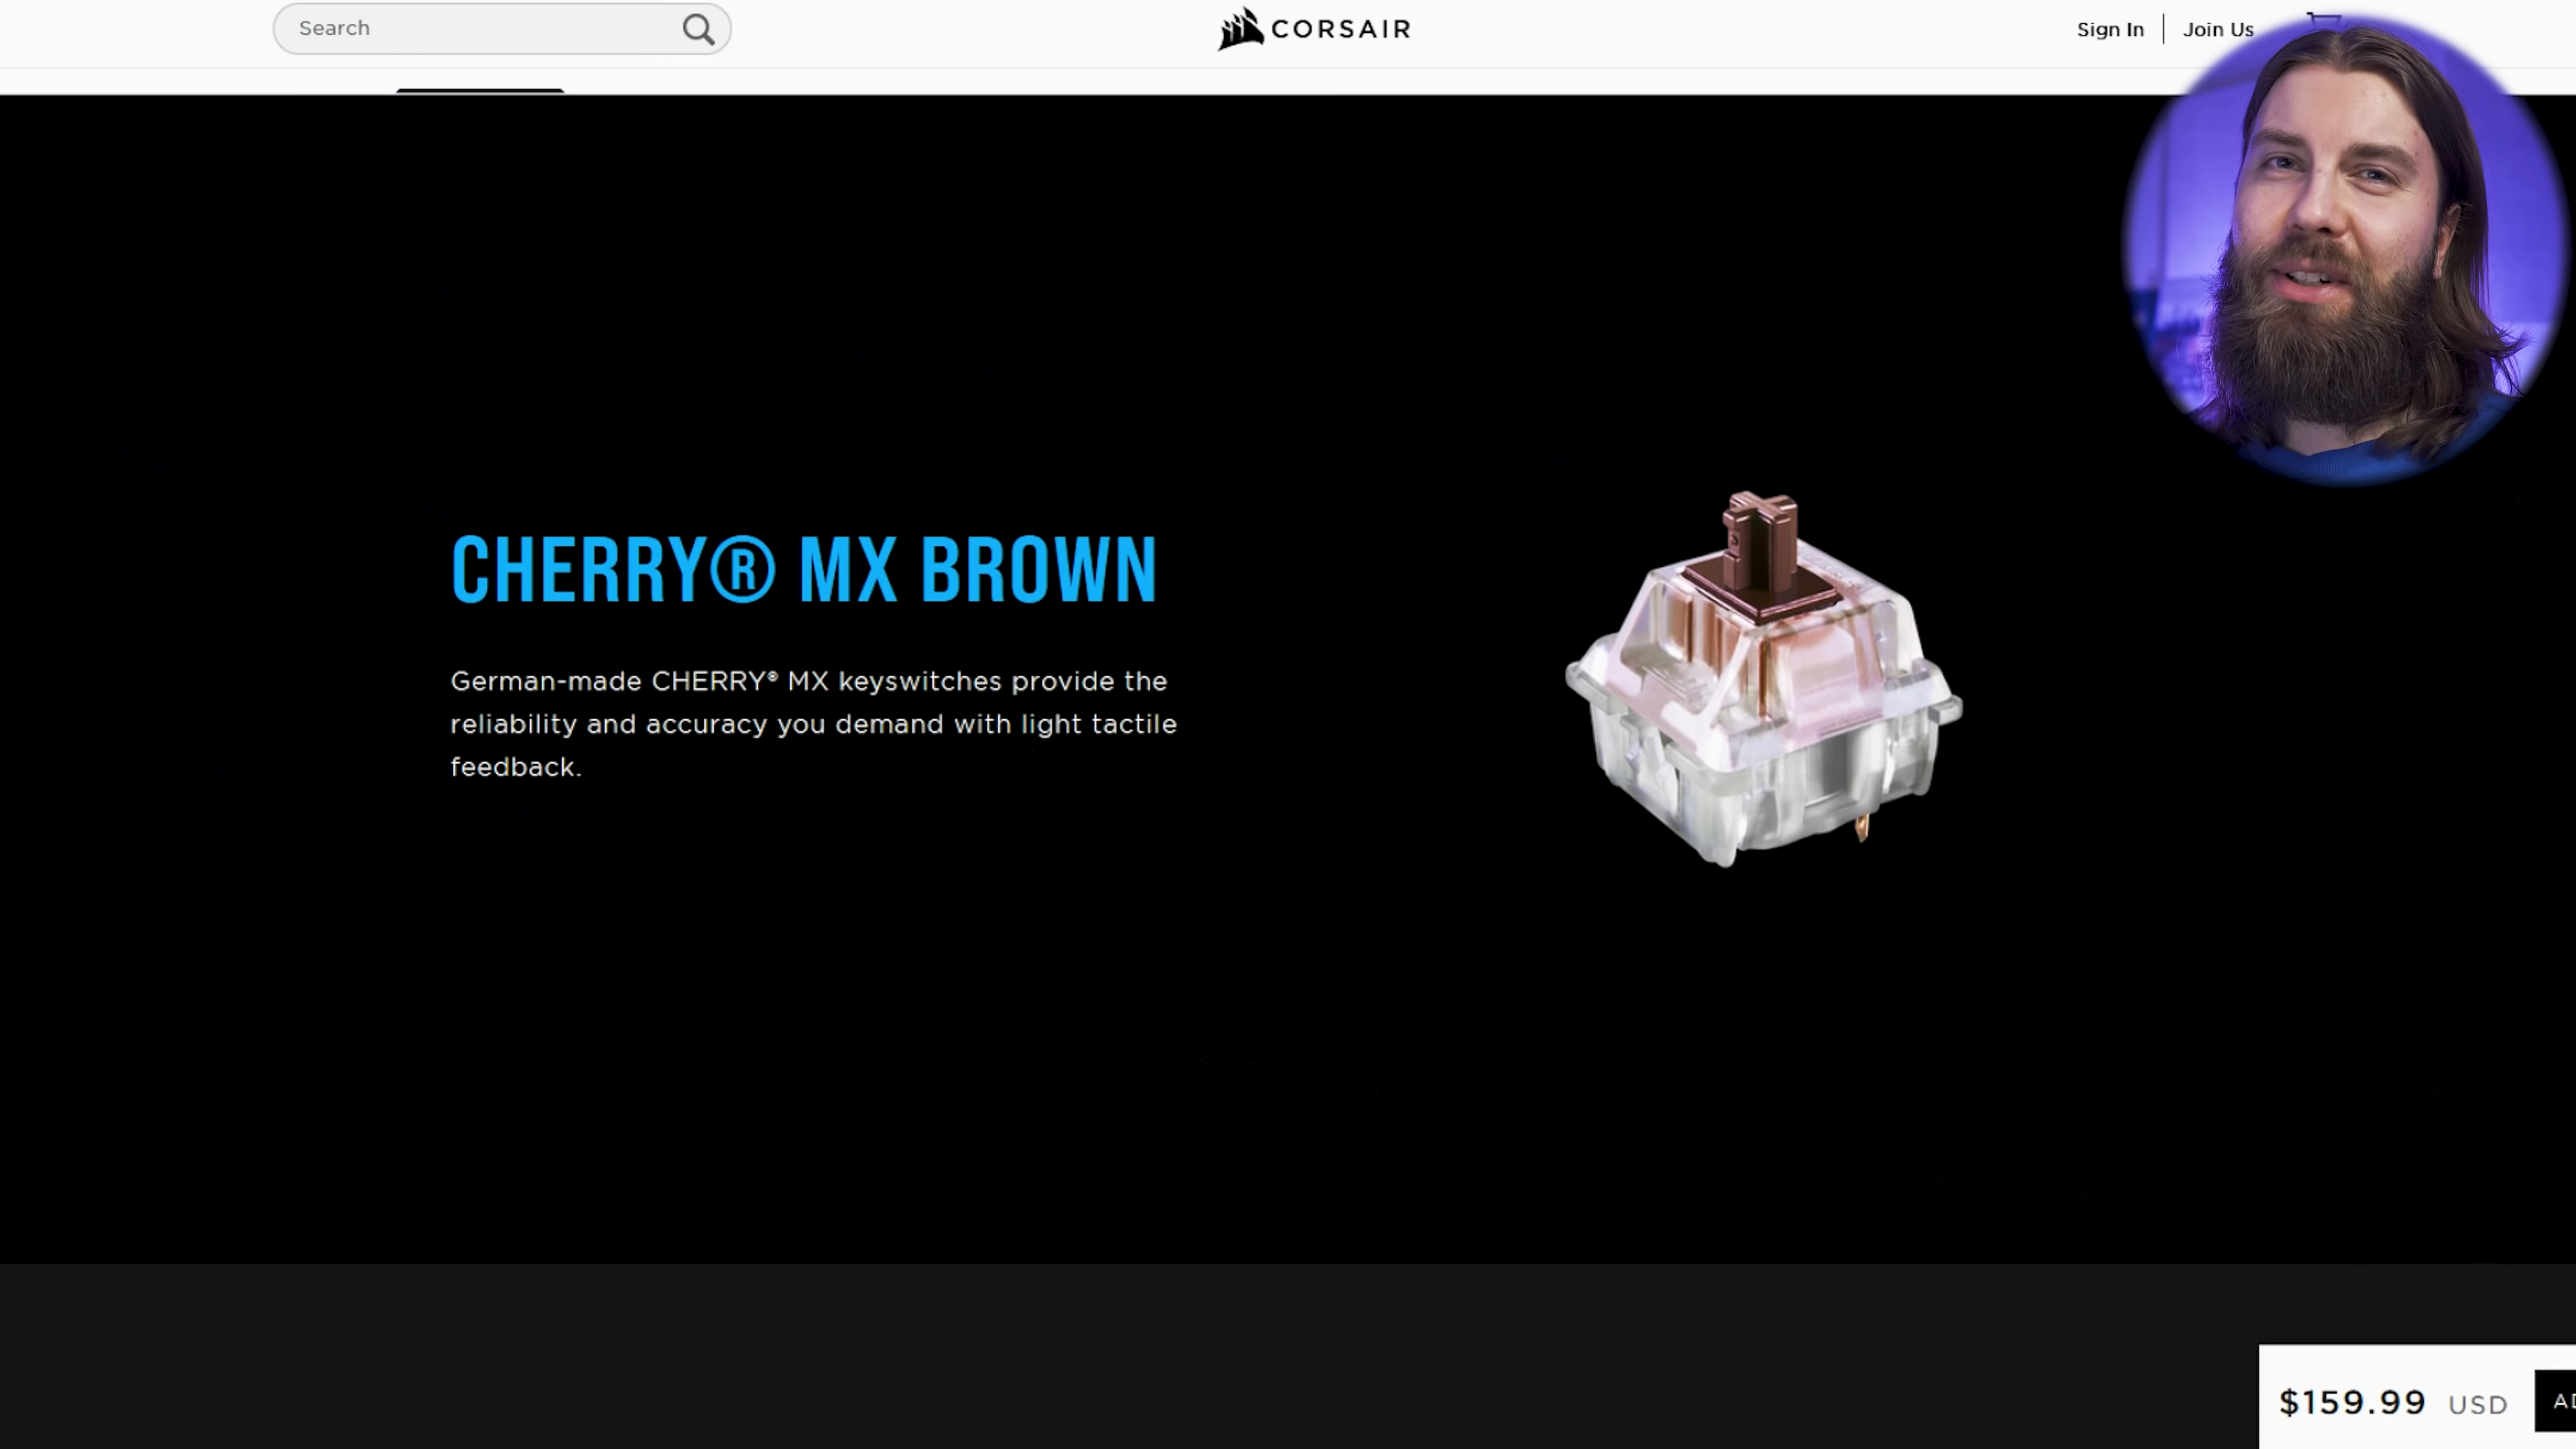 Search
CORSAIR
Sign In
Join Us
CHERRY® MX BROWN
German-made CHERRY® MX keyswitches provide the
reliability and accuracy you demand with light tactile
feedback.
$159.99 USD